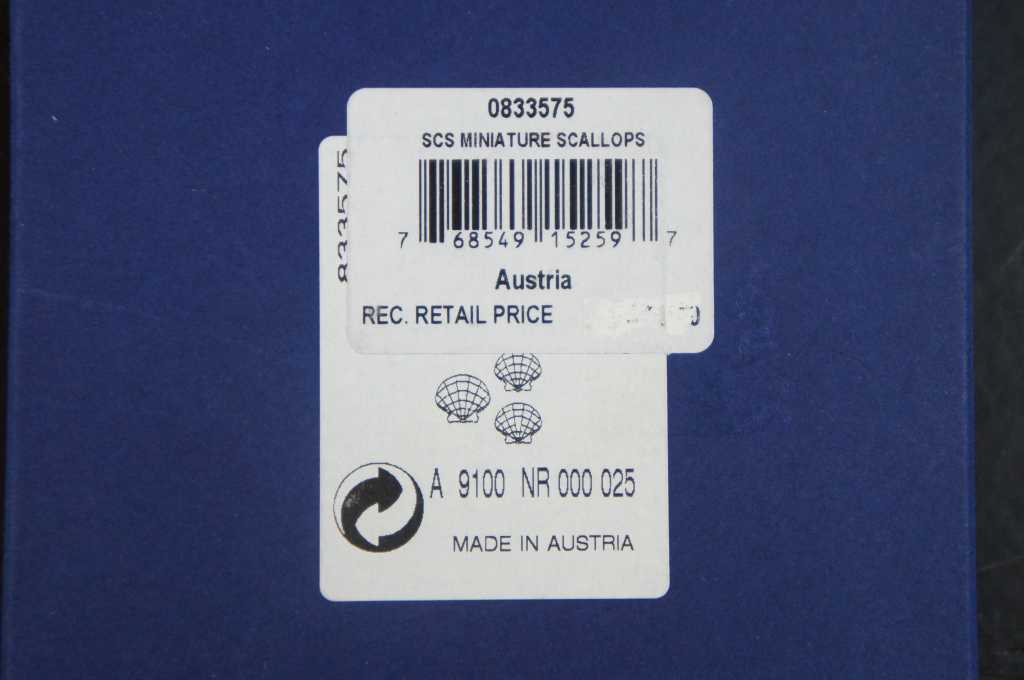 0833575
SCS MINIATURE SCALLOPS
7 68549 15259 7
Austria
REC. RETAIL PRICE
833575
A 9100 NR 000 025
MADE IN AUSTRIA